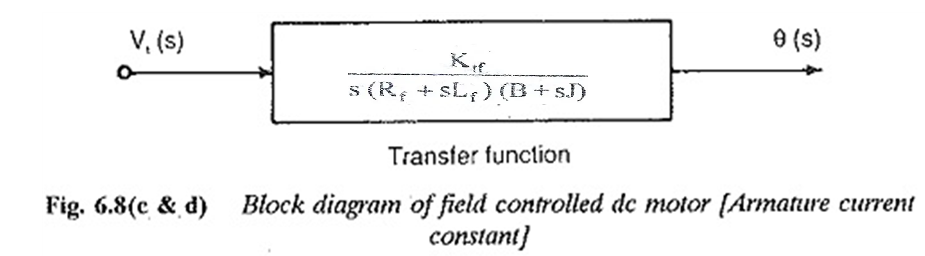 V_t (s)
θ (s)
K_tf
s (R_f + sL_f) (B + sJ)
Transfer function
Fig. 6.8(c & d) Block diagram of field controlled dc motor [Armature current
constant]